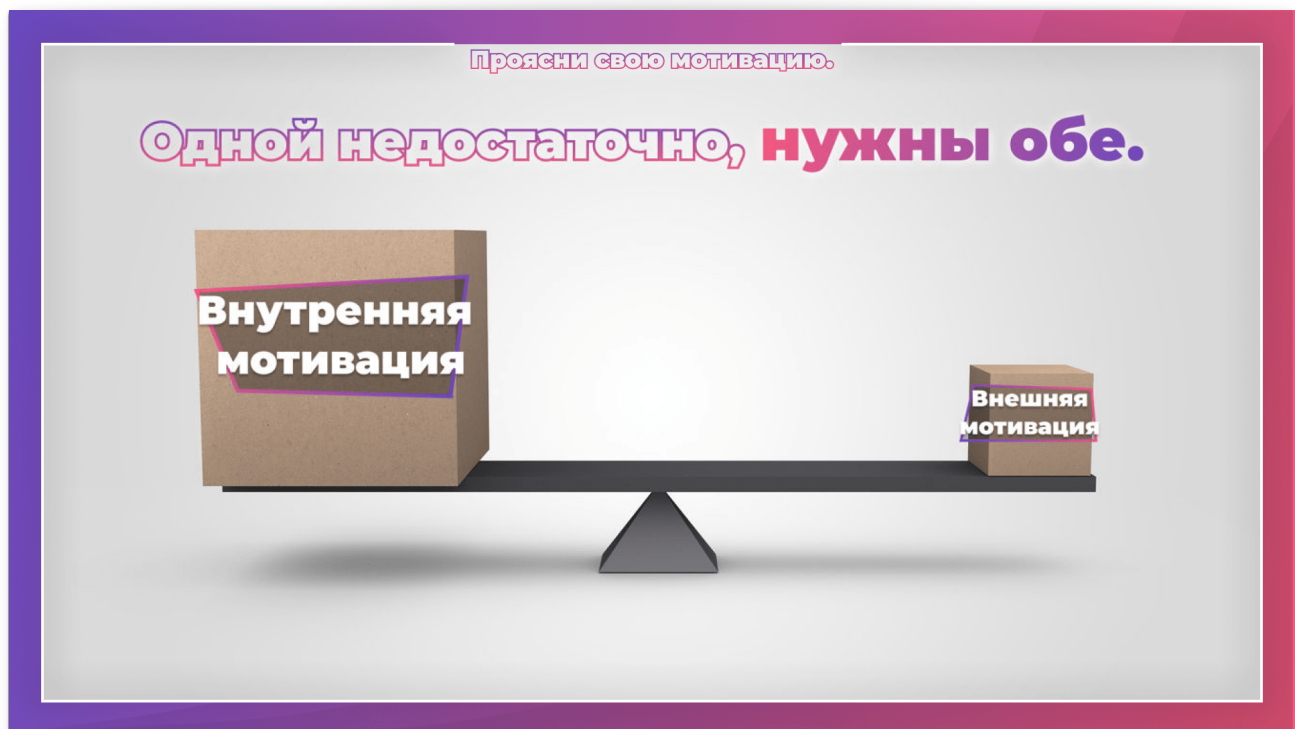 Проясни свою мотивацию.
Одной недостаточно, нужны обе.
Внутренняя
мотивация
Внешняя
мотивация